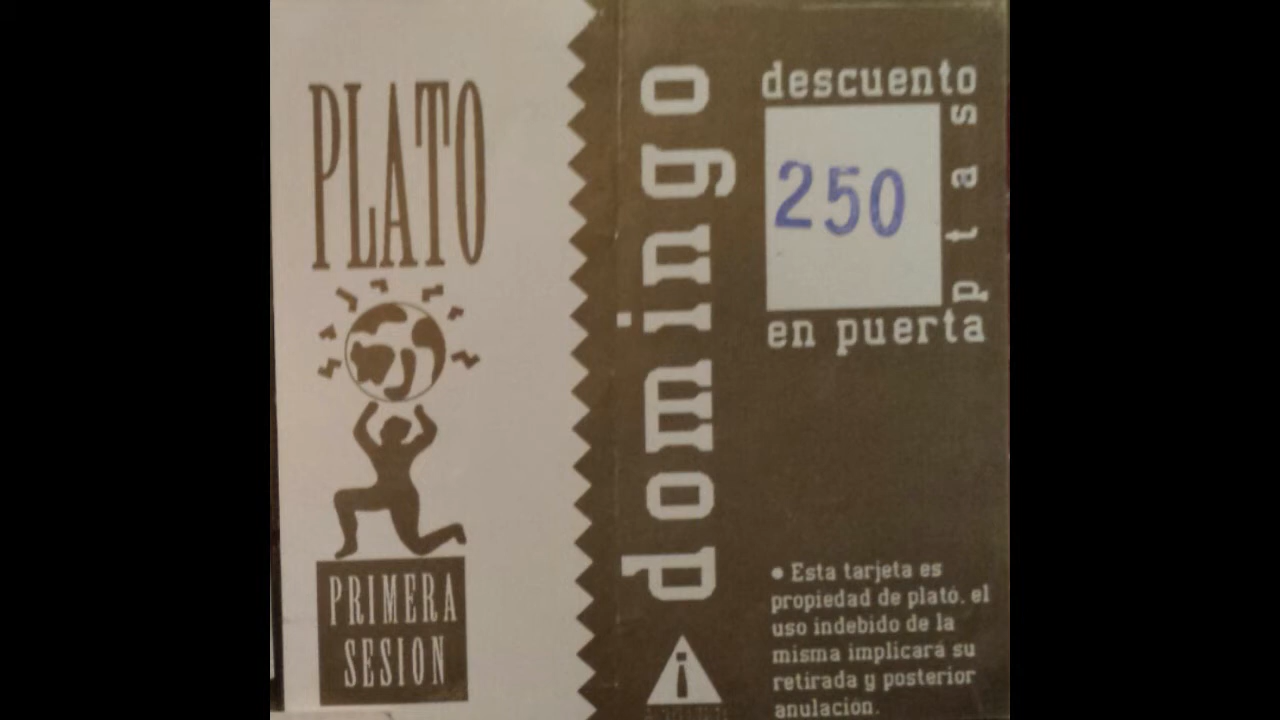 PLATO
PRIMERA
SESION
domingo
descuento
250
ptas
en puerta
• Esta tarjeta es
propiedad de plató. el
uso indebido de la
misma implicará su
retirada y posterior
anulación.